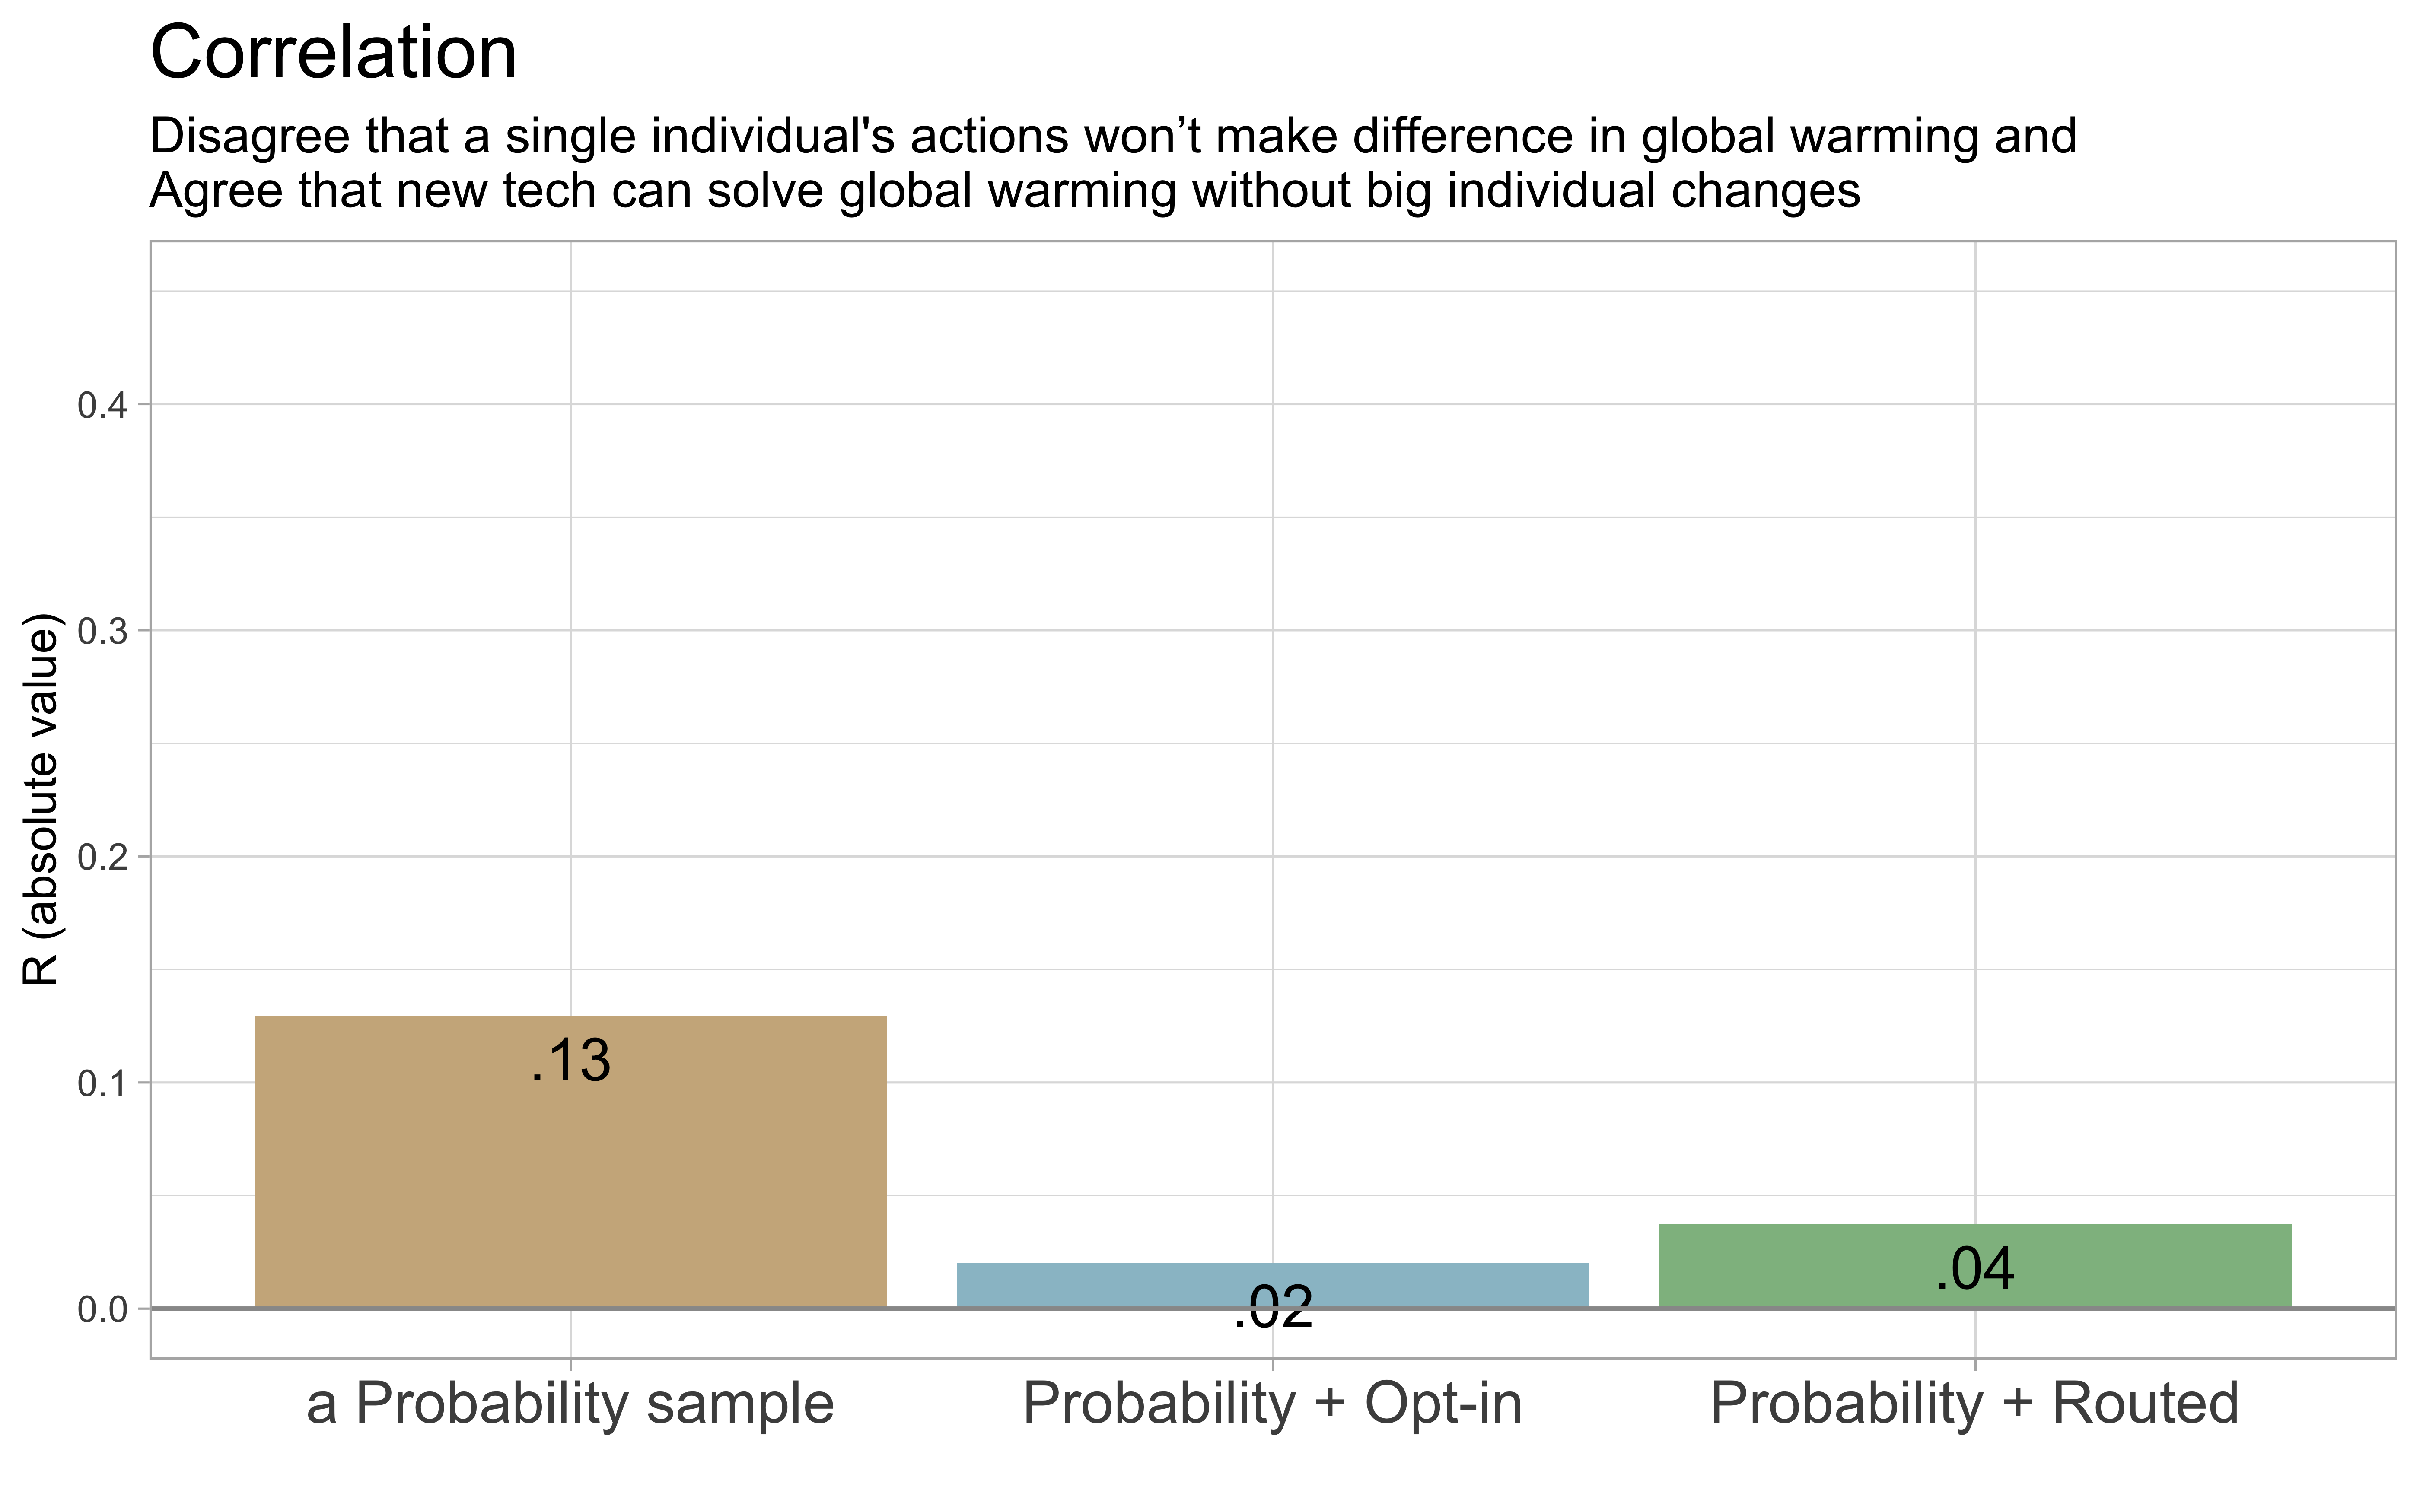 Correlation
Disagree that a single individual's actions won’t make difference in global warming and
Agree that new tech can solve global warming without big individual changes
R (absolute value)
0.4
0.3
0.2
0.1
0.0
.13
.02
.04
a Probability sample
Probability + Opt-in
Probability + Routed